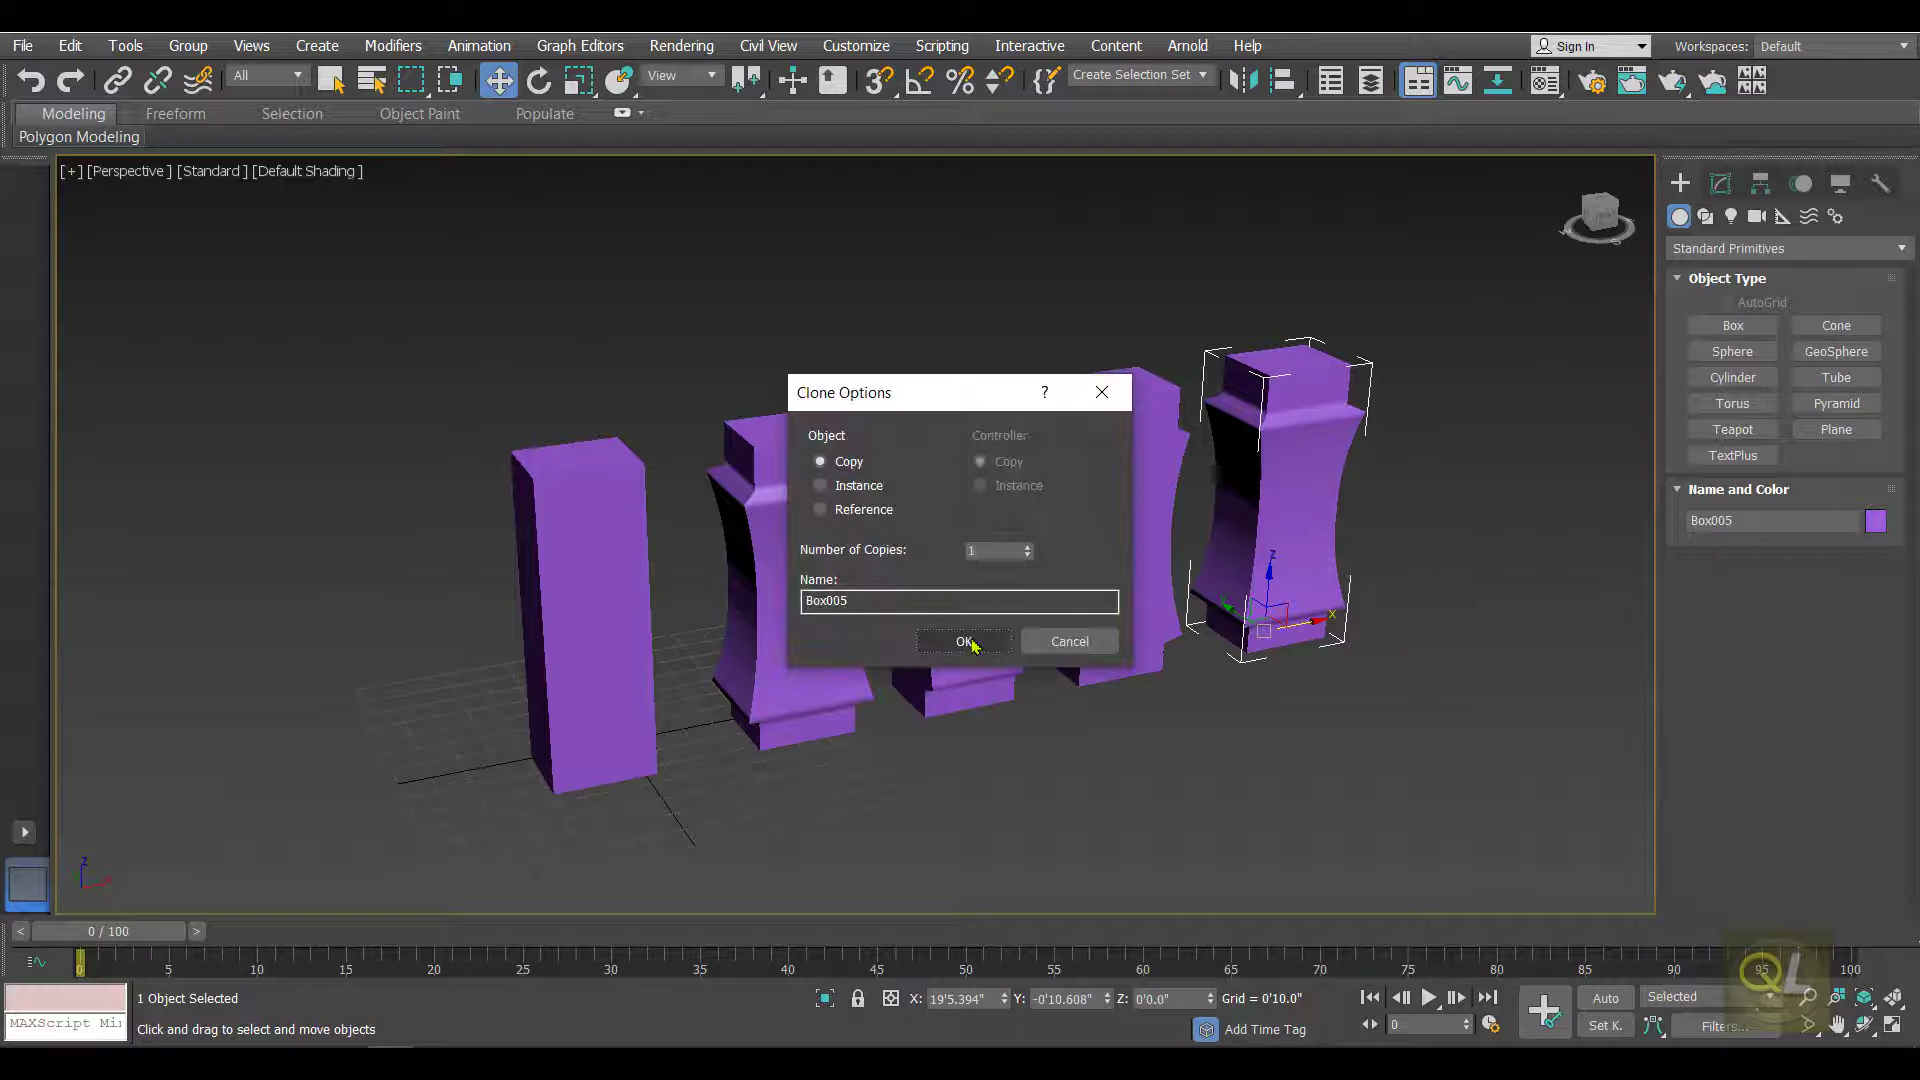 File Edit Tools Group Views Create Modifiers Animation Graph Editors Rendering Civil View Customize Scripting Interactive Content Arnold Help Sign In Workspaces: Default
All View Create Selection Set
Modeling Freeform Selection Object Paint Populate
Polygon Modeling
[+] [Perspective ] [Standard ] [Default Shading ]
Standard Primitives
Object Type
AutoGrid
Box Cone
Sphere GeoSphere
Cylinder Tube
Torus Pyramid
Teapot Plane
TextPlus
Name and Color
Box005
Clone Options ?
Object Controller
Copy Copy
Instance Instance
Reference
Number of Copies: 1
Name:
Box005
OK Cancel
z
x
z
< 0 / 100 >
0 5 10 15 20 25 30 35 40 45 50 55 60 65 70 75 80 85 90 95 100
QL
1 Object Selected X: 19'5.394" Y: -0'10.608" Z: 0'0.0" Grid = 0'10.0" Auto Selected
MAXScript Mi Click and drag to select and move objects Add Time Tag 0 Set K. Filters...